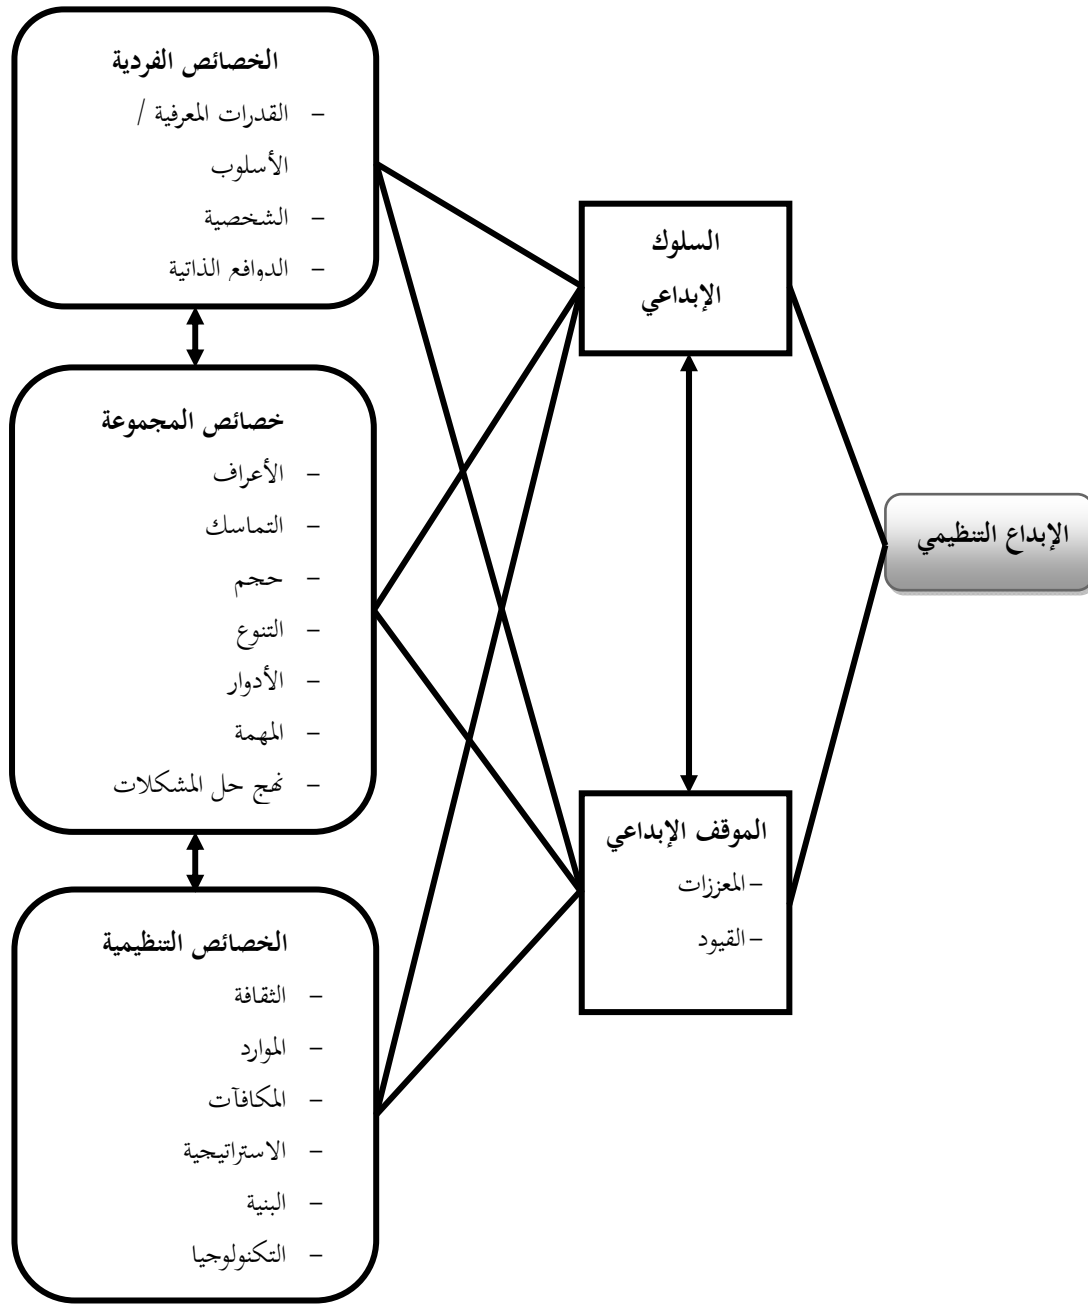 الخصائص الفردية
- القدرات المعرفية /
الأسلوب
- الشخصية
- الدوافع الذاتية
خصائص المجموعة
- الأعراف
- التماسك
- حجم
- التنوع
- الأدوار
- المهمة
- نهج حل المشكلات
الخصائص التنظيمية
- الثقافة
- الموارد
- المكافآت
- الاستراتيجية
- البنية
- التكنولوجيا
السلوك
الإبداعي
الموقف الإبداعي
- المعززات
- القيود
الإبداع التنظيمي